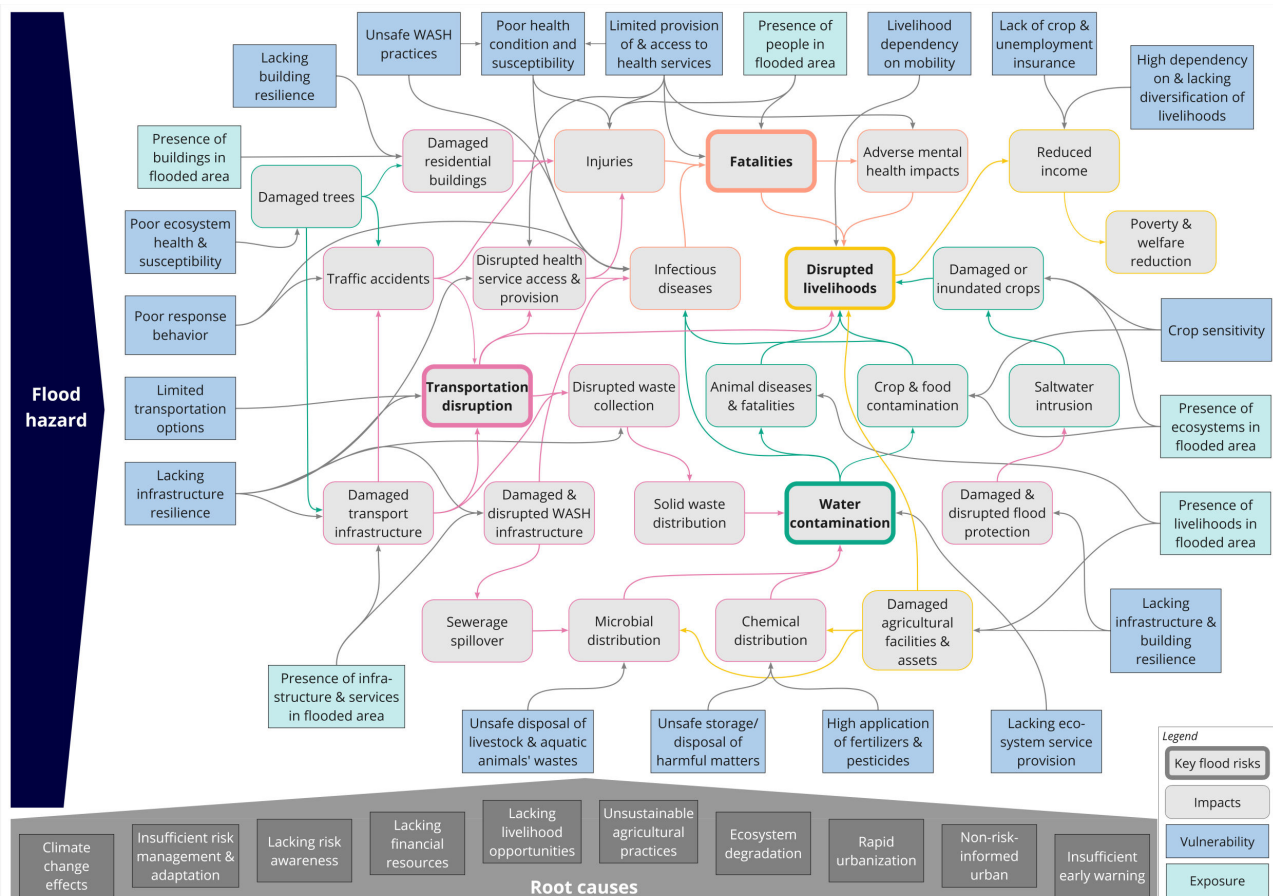 Flood
hazard
Unsafe WASH
practices
Poor health
condition and
susceptibility
Limited provision
of & access to
health services
Presence of
people in
flooded area
Livelihood
dependency
on mobility
Lack of crop &
unemployment
insurance
High dependency
on & lacking
diversification of
livelihoods
Lacking
building
resilience
Presence of
buildings in
flooded area
Damaged
residential
buildings
Injuries
Fatalities
Adverse mental
health impacts
Reduced
income
Damaged trees
Poor ecosystem
health &
susceptibility
Poverty &
welfare
reduction
Traffic accidents
Disrupted health
service access &
provision
Infectious
diseases
Disrupted
livelihoods
Damaged or
inundated crops
Poor response
behavior
Crop sensitivity
Limited
transportation
options
Transportation
disruption
Disrupted waste
collection
Animal diseases
& fatalities
Crop & food
contamination
Saltwater
intrusion
Presence of
ecosystems in
flooded area
Lacking
infrastructure
resilience
Damaged
transport
infrastructure
Damaged &
disrupted WASH
infrastructure
Solid waste
distribution
Water
contamination
Damaged &
disrupted flood
protection
Presence of
livelihoods in
flooded area
Sewerage
spillover
Microbial
distribution
Chemical
distribution
Damaged
agricultural
facilities &
assets
Lacking
infrastructure &
building
resilience
Presence of infra-
structure & services
in flooded area
Unsafe disposal of
livestock & aquatic
animals' wastes
Unsafe storage/
disposal of
harmful matters
High application
of fertilizers &
pesticides
Lacking eco-
system service
provision
Legend
Key flood risks
Impacts
Vulnerability
Exposure
Climate
change
effects
Insufficient risk
management &
adaptation
Lacking risk
awareness
Lacking
financial
resources
Lacking
livelihood
opportunities
Unsustainable
agricultural
practices
Ecosystem
degradation
Rapid
urbanization
Non-risk-
informed
urban
Insufficient
early warning
Root causes